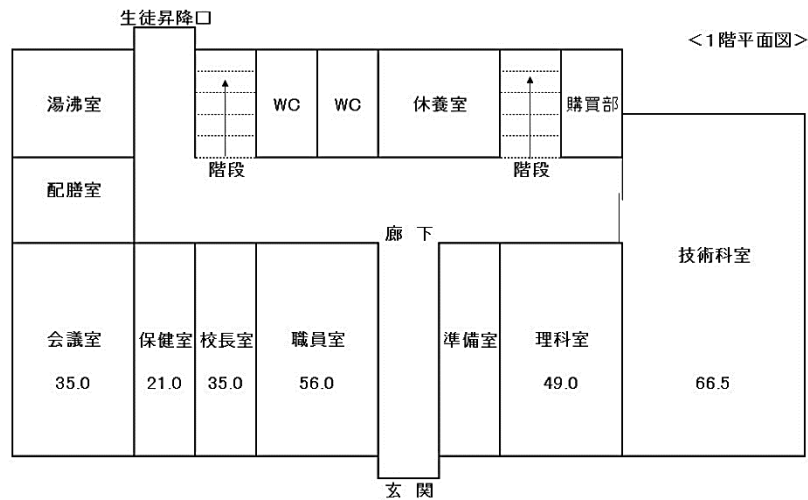 生徒昇降口
＜1階平面図＞
湯沸室
WC
WC
休養室
購買部
階段
階段
配膳室
廊 下
技術科室
会議室
保健室
校長室
職員室
準備室
理科室
35.0
21.0
35.0
56.0
49.0
66.5
玄 関